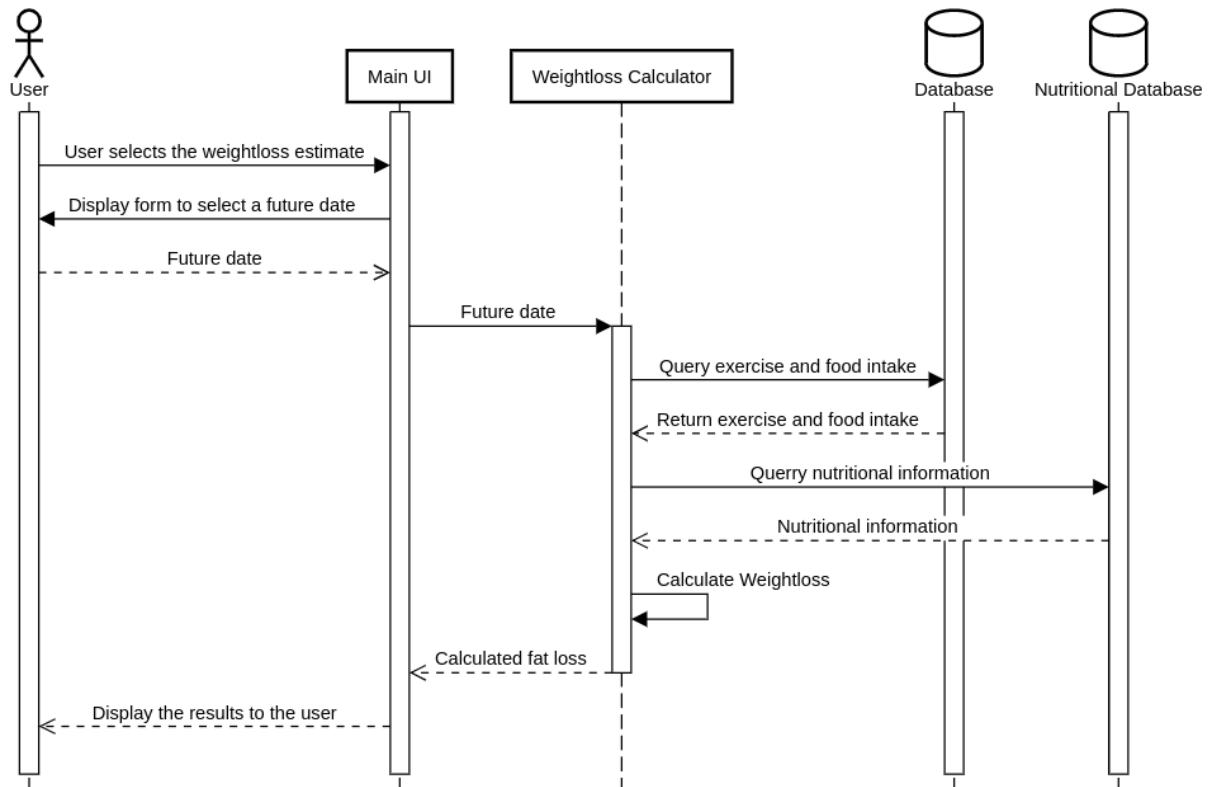 User
Main UI
Weightloss Calculator
Database
Nutritional Database
User selects the weightloss estimate
Display form to select a future date
Future date
Future date
Query exercise and food intake
Return exercise and food intake
Querry nutritional information
Nutritional information
Calculate Weightloss
Calculated fat loss
Display the results to the user